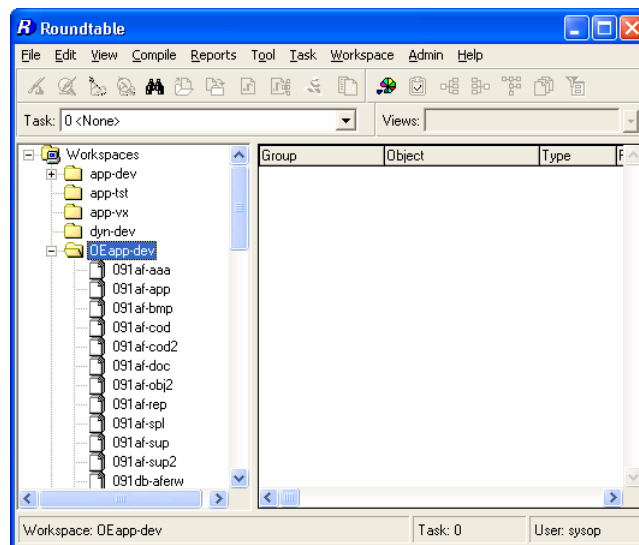 Roundtable
File Edit View Compile Reports Tool Task Workspace Admin Help
Task: 0 <None> Views:
Workspaces
Group Object Type
app-dev
app-tst
app-vx
dyn-dev
OEapp-dev
091af-aaa
091af-app
091af-bmp
091af-cod
091af-cod2
091af-doc
091af-obj2
091af-rep
091af-spl
091af-sup
091af-sup2
091db-aferw
Workspace: OEapp-dev Task: 0 User: sysop